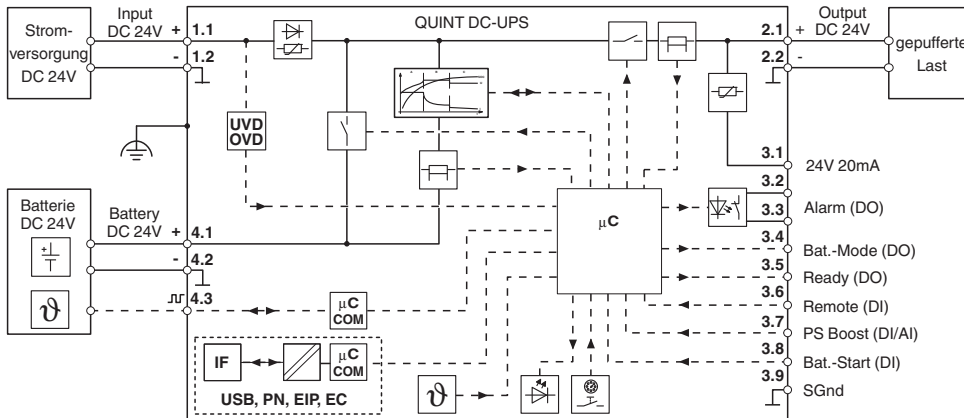 Strom-
versorgung
DC 24V
Input
DC 24V +
1.1
- 1.2
QUINT DC-UPS
2.1
2.2
Output
+ DC 24V
-
gepufferte
Last
UVD
OVD
3.1 24V 20mA
3.2
3.3 Alarm (DO)
3.4 Bat.-Mode (DO)
3.5 Ready (DO)
3.6 Remote (DI)
3.7 PS Boost (DI/AI)
3.8 Bat.-Start (DI)
3.9 SGnd
Batterie
DC 24V
+
ϑ
Battery
DC 24V +
4.1
- 4.2
4.3
µC
µC
COM
IF
µC
COM
USB, PN, EIP, EC
ϑ